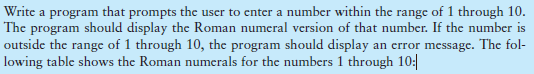 Write a program that prompts the user to enter a number within the range of 1 through 10.
The program should display the Roman numeral version of that number. If the number is
outside the range of 1 through 10, the program should display an error message. The fol-
lowing table shows the Roman numerals for the numbers 1 through 10: